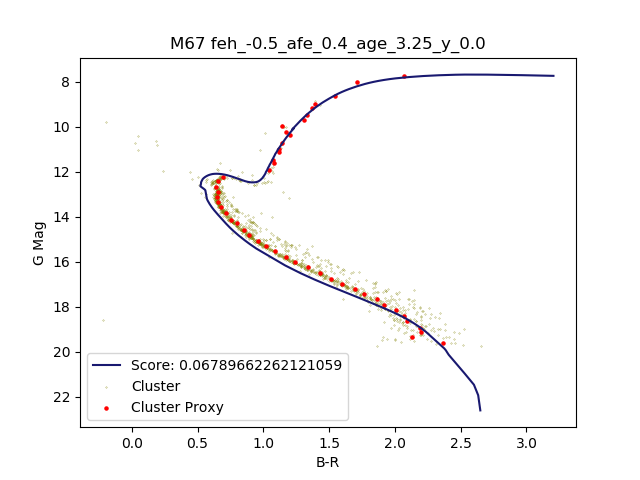 M67 feh_-0.5_afe_0.4_age_3.25_y_0.0
8
10
12
14
16
18
20
22
G Mag
Score: 0.06789662262121059
Cluster
Cluster Proxy
0.0 0.5 1.0 1.5 2.0 2.5 3.0
B-R